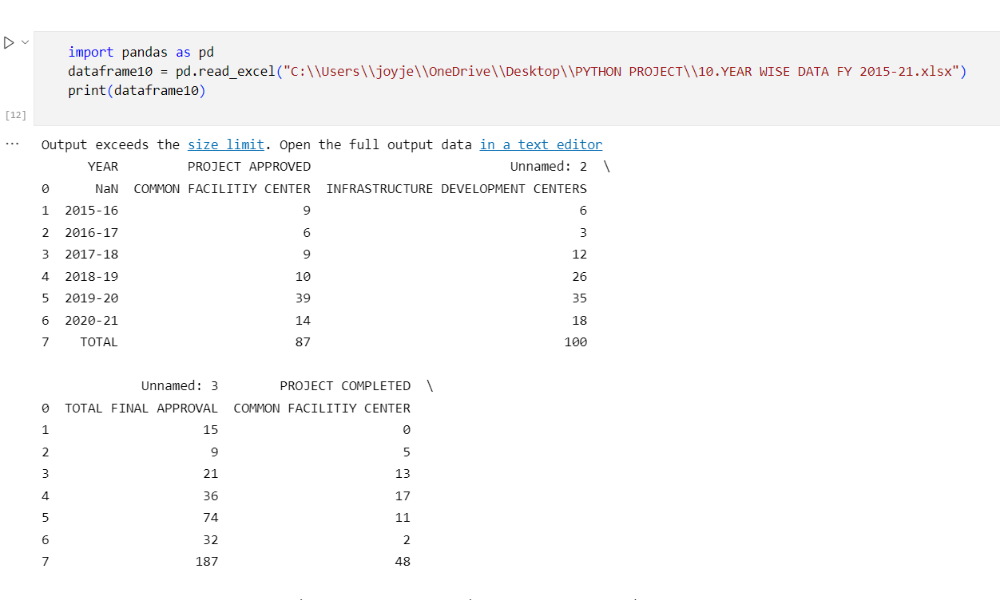 import pandas as pd
dataframe10 = pd.read_excel("C:\\Users\\joyje\\OneDrive\\Desktop\\PYTHON PROJECT\\10.YEAR WISE DATA FY 2015-21.xlsx")
print(dataframe10)
[12]
... Output exceeds the size limit. Open the full output data in a text editor
YEAR PROJECT APPROVED Unnamed: 2 \
0 NaN COMMON FACILITIY CENTER INFRASTRUCTURE DEVELOPMENT CENTERS
1 2015-16 9 6
2 2016-17 6 3
3 2017-18 9 12
4 2018-19 10 26
5 2019-20 39 35
6 2020-21 14 18
7 TOTAL 87 100
Unnamed: 3 PROJECT COMPLETED \
0 TOTAL FINAL APPROVAL COMMON FACILITIY CENTER
1 15 0
2 9 5
3 21 13
4 36 17
5 74 11
6 32 2
7 187 48